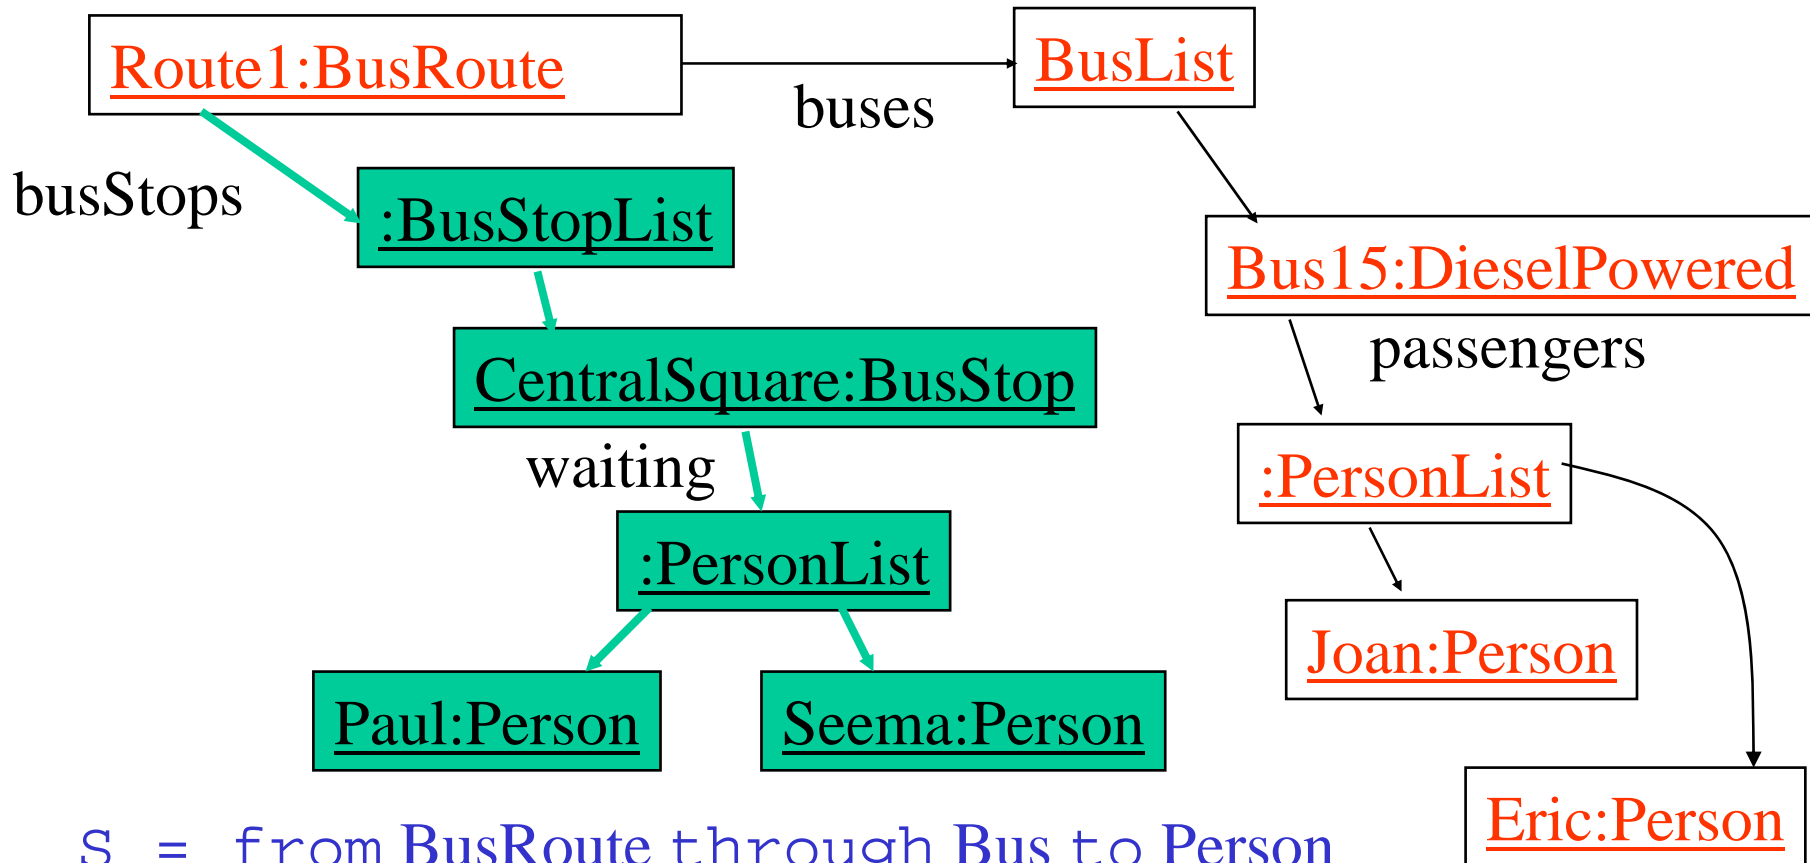 Route1:BusRoute
BusList
buses
busStops
:BusStopList
Bus15:DieselPowered
CentralSquare:BusStop
passengers
waiting
:PersonList
:PersonList
Joan:Person
Paul:Person
Seema:Person
Eric:Person
S = from BusRoute through Bus to Person